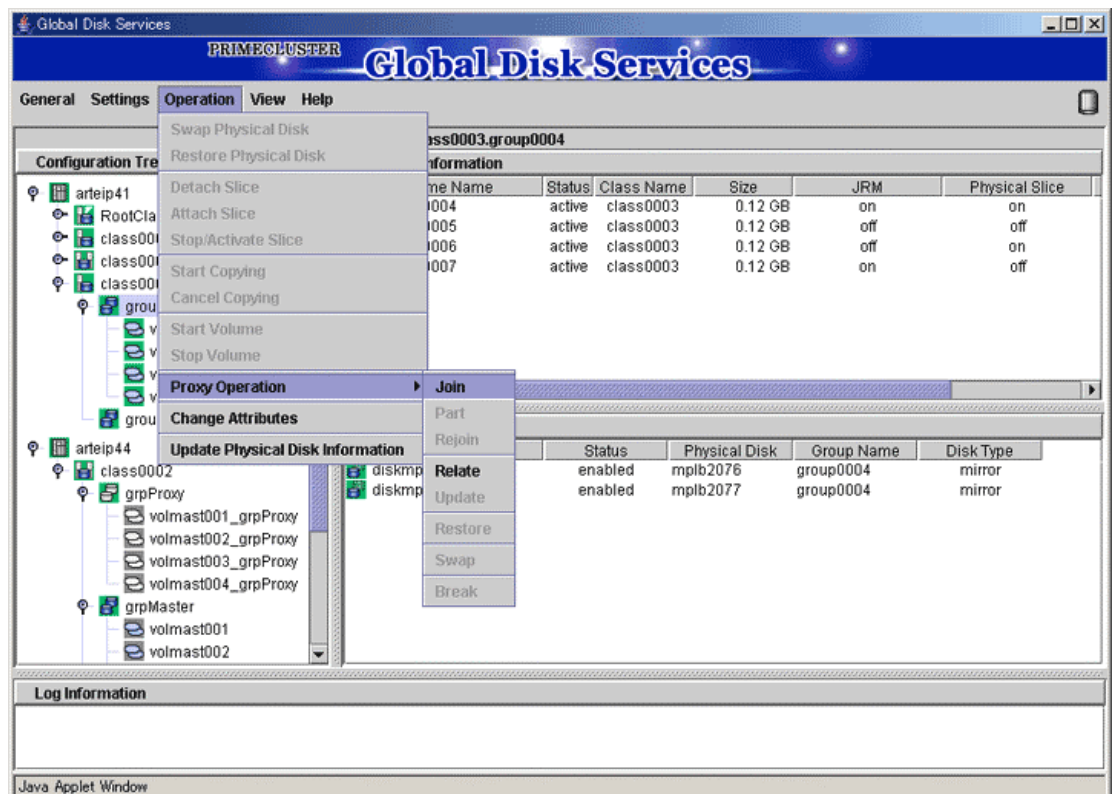 Global Disk Services
PRIMECLUSTER
Global Disk Services
General Settings Operation View Help
ass0003.group0004
Configuration Tre
nformation
Swap Physical Disk
Restore Physical Disk
Detach Slice
Attach Slice
Stop/Activate Slice
Start Copying
Cancel Copying
Start Volume
Stop Volume
Proxy Operation
Change Attributes
Update Physical Disk Information
Join
Part
Rejoin
Relate
Update
Restore
Swap
Break
arteip41
RootCla
class00
class00
class00
grou
v
v
v
v
grou
arteip44
class0002
grpProxy
volmast001_grpProxy
volmast002_grpProxy
volmast003_grpProxy
volmast004_grpProxy
grpMaster
volmast001
volmast002
me Name Status Class Name Size JRM Physical Slice
0004 active class0003 0.12 GB on on
0005 active class0003 0.12 GB off off
0006 active class0003 0.12 GB off on
0007 active class0003 0.12 GB on off
Status Physical Disk Group Name Disk Type
diskmp enabled mplb2076 group0004 mirror
diskmp enabled mplb2077 group0004 mirror
Log Information
Java Applet Window